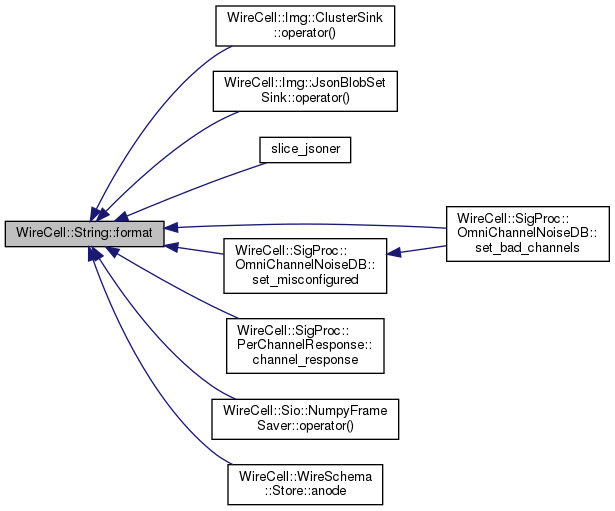 WireCell::Img::ClusterSink
::operator()
WireCell::Img::JsonBlobSet
Sink::operator()
slice_jsoner
WireCell::String::format
WireCell::SigProc::
OmniChannelNoiseDB::
set_bad_channels
WireCell::SigProc::
OmniChannelNoiseDB::
set_misconfigured
WireCell::SigProc::
PerChannelResponse::
channel_response
WireCell::Sio::NumpyFrame
Saver::operator()
WireCell::WireSchema
::Store::anode